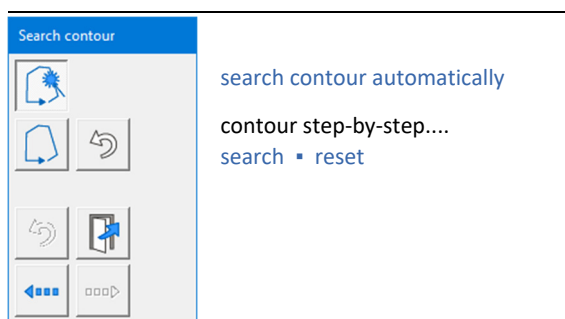 Search contour
search contour automatically
contour step-by-step....
search ▪ reset